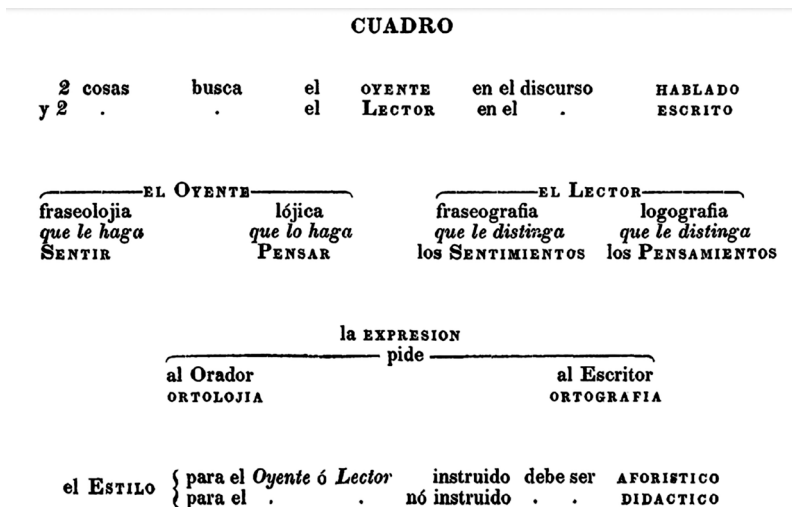 CUADRO
2 cosas busca el OYENTE en el discurso HABLADO
y 2 . . el LECTOR en el . ESCRITO
EL OYENTE EL LECTOR
fraseolojia lójica fraseografia logografia
que le haga que lo haga que le distinga que le distinga
SENTIR PENSAR los SENTIMIENTOS los PENSAMIENTOS
la EXPRESION
pide
al Orador al Escritor
ORTOLOJIA ORTOGRAFIA
el ESTILO { para el Oyente ó Lector instruido debe ser AFORISTICO
para el . . nó instruido . . DIDACTICO